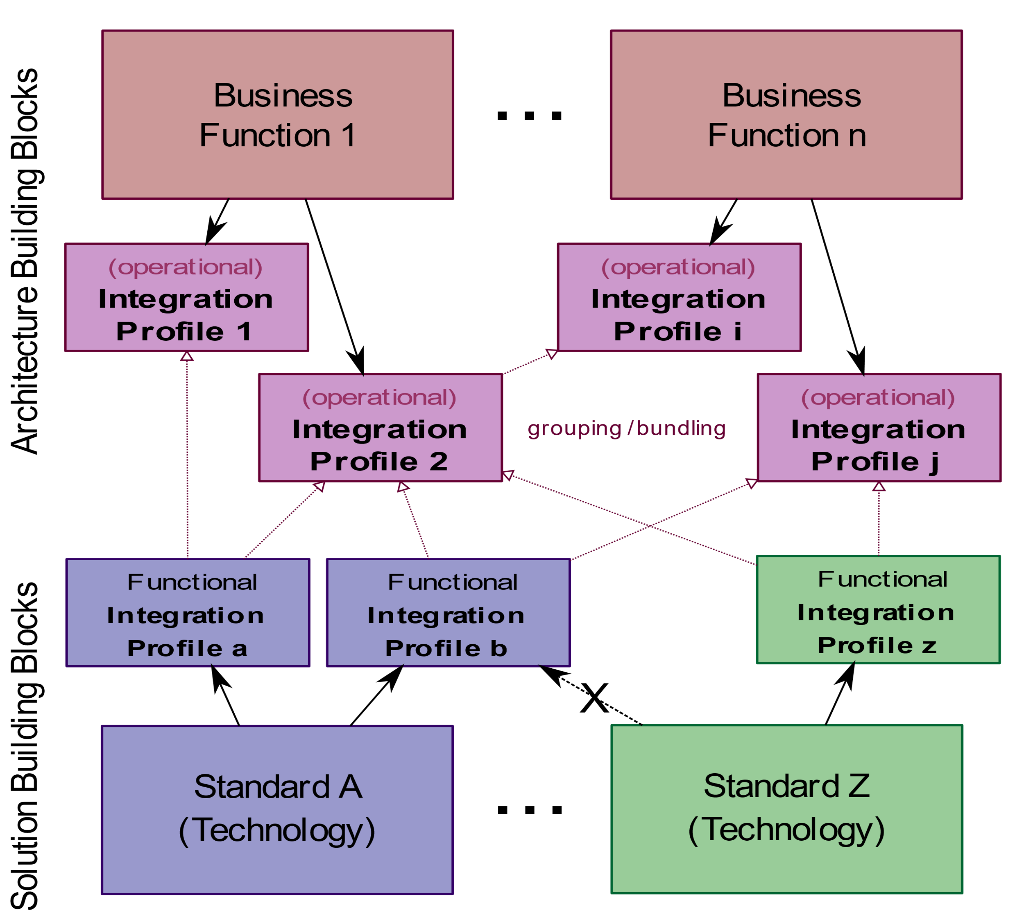 Architecture Building Blocks
Business
Function 1
. . .
Business
Function n
(operational)
Integration
Profile 1
(operational)
Integration
Profile i
(operational)
Integration
Profile 2
grouping /bundling
(operational)
Integration
Profile j
Solution Building Blocks
Functional
Integration
Profile a
Functional
Integration
Profile b
Functional
Integration
Profile z
X
Standard A
(Technology)
. . .
Standard Z
(Technology)